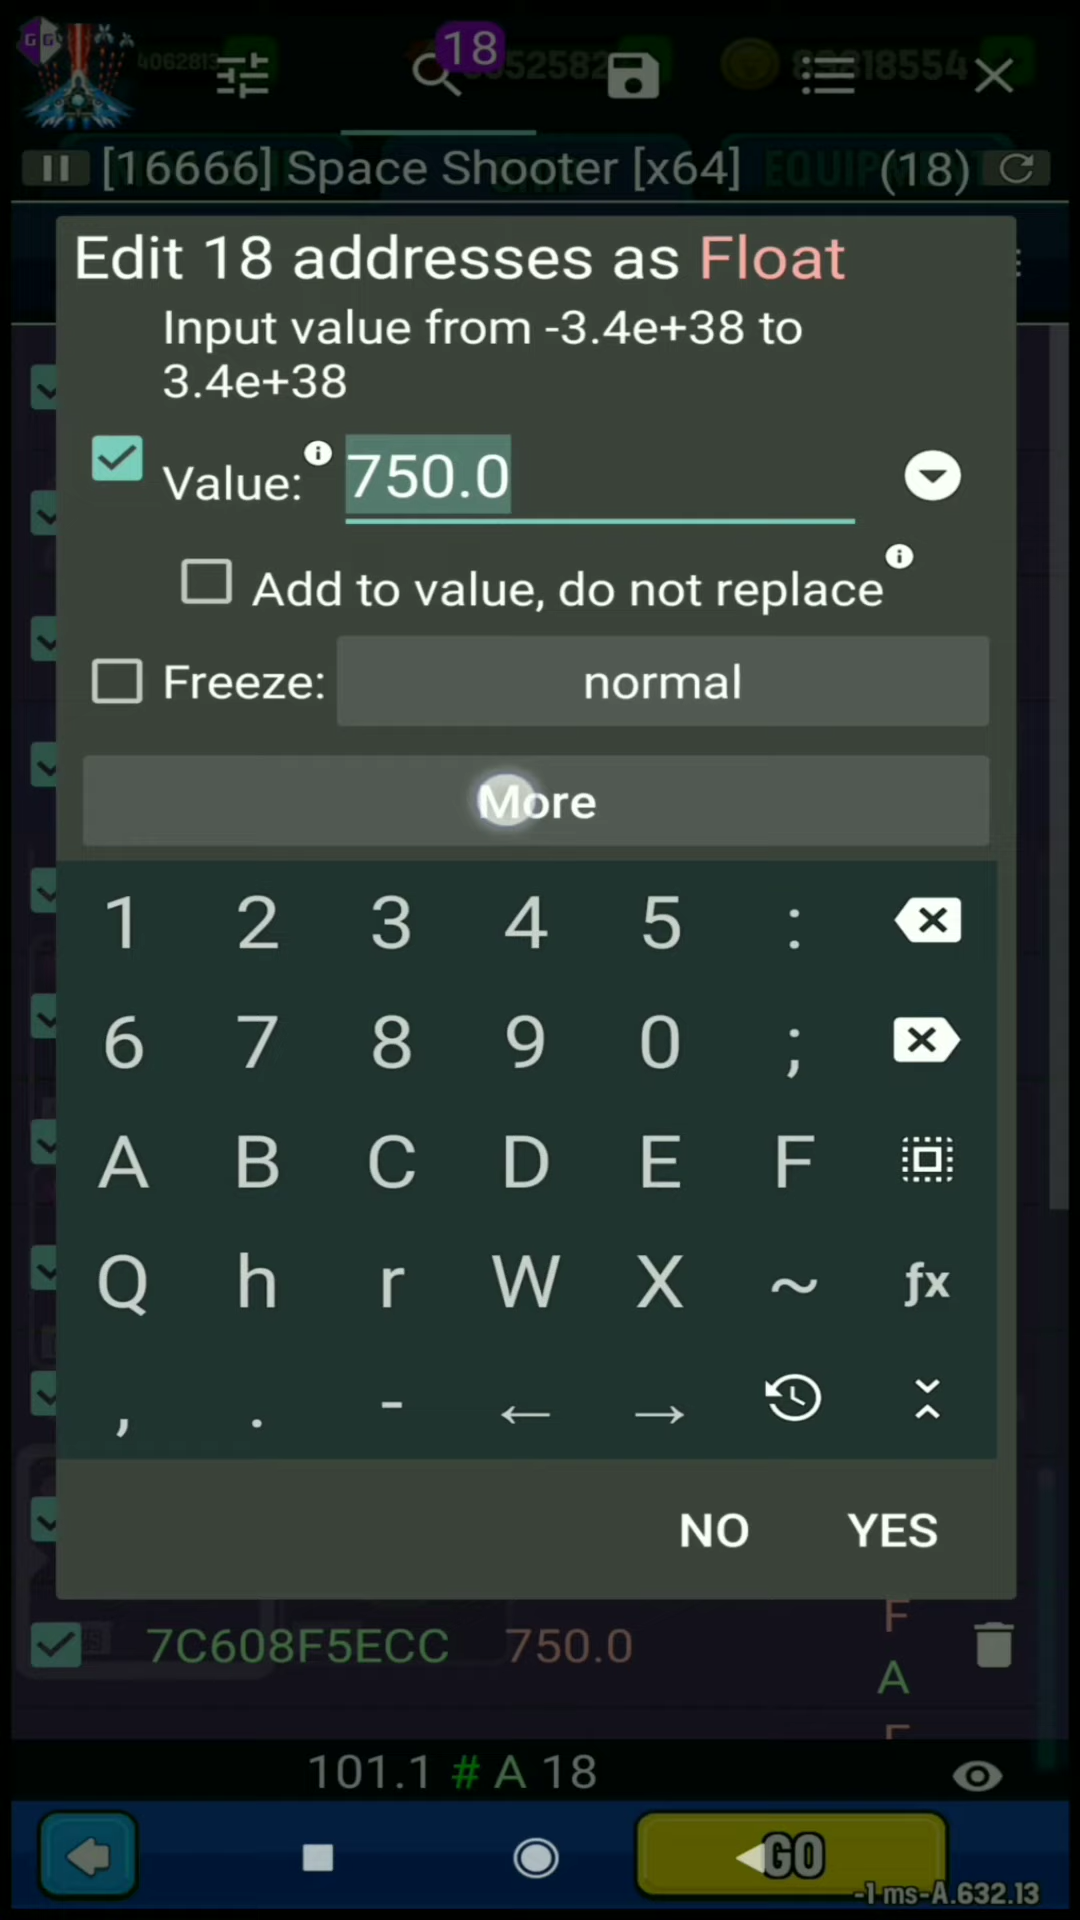 4062813
18
52582
89818554
[16666] Space Shooter [x64] (18)
Edit 18 addresses as Float
Input value from -3.4e+38 to
3.4e+38
Value: 750.0
Add to value, do not replace
Freeze: normal
More
1 2 3 4 5 :
6 7 8 9 0 ;
A B C D E F
Q h r W X ~ fx
, . - ← →
NO YES
7C608F5ECC 750.0 F
A
101.1 # A 18
GO
-1 ms-A.632.13